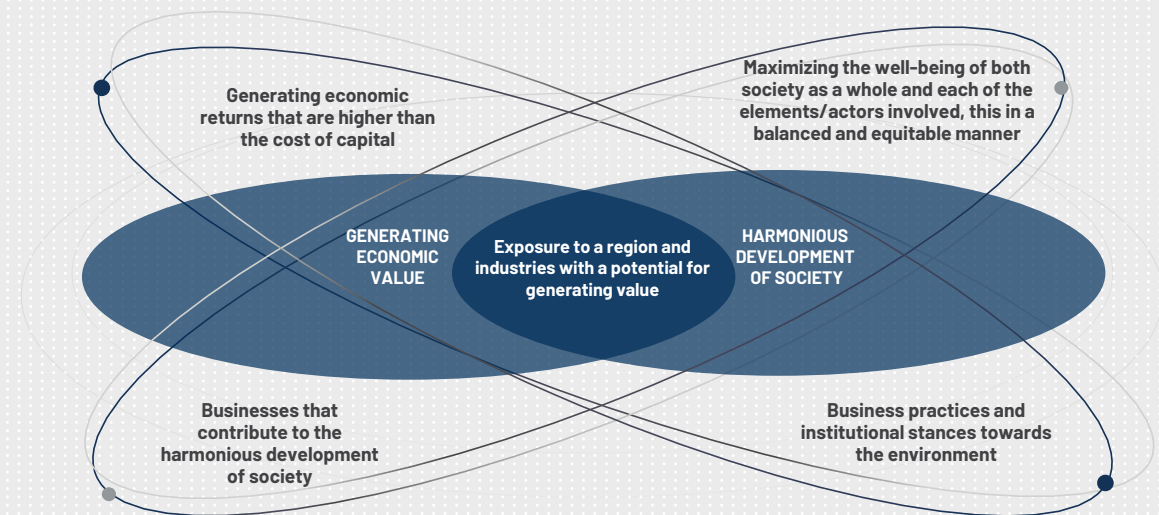 Generating economic
returns that are higher than
the cost of capital
Maximizing the well-being of both
society as a whole and each of the
elements/actors involved, this in a
balanced and equitable manner
GENERATING
ECONOMIC
VALUE
Exposure to a region and
industries with a potential for
generating value
HARMONIOUS
DEVELOPMENT
OF SOCIETY
Businesses that
contribute to the
harmonious development
of society
Business practices and
institutional stances towards
the environment